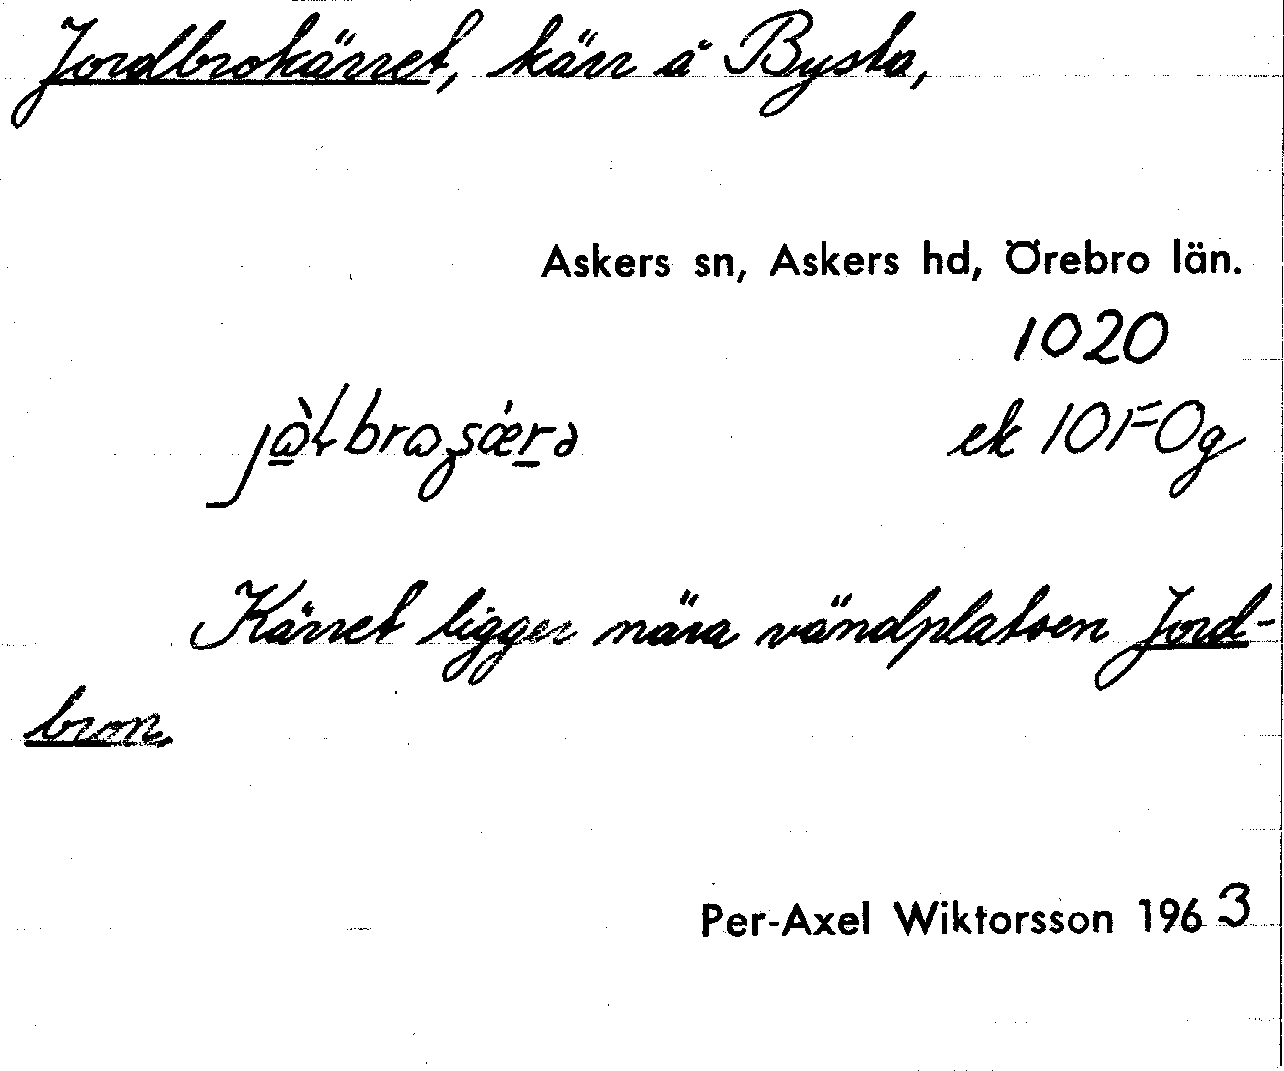 Jordbrokärret, kärr å Bysta,
Askers sn, Askers hd, Örebro län.
1020
ek 10F0g
Kärret ligger nära vändplatsen Jord-
bron.
Per-Axel Wiktorsson 1963